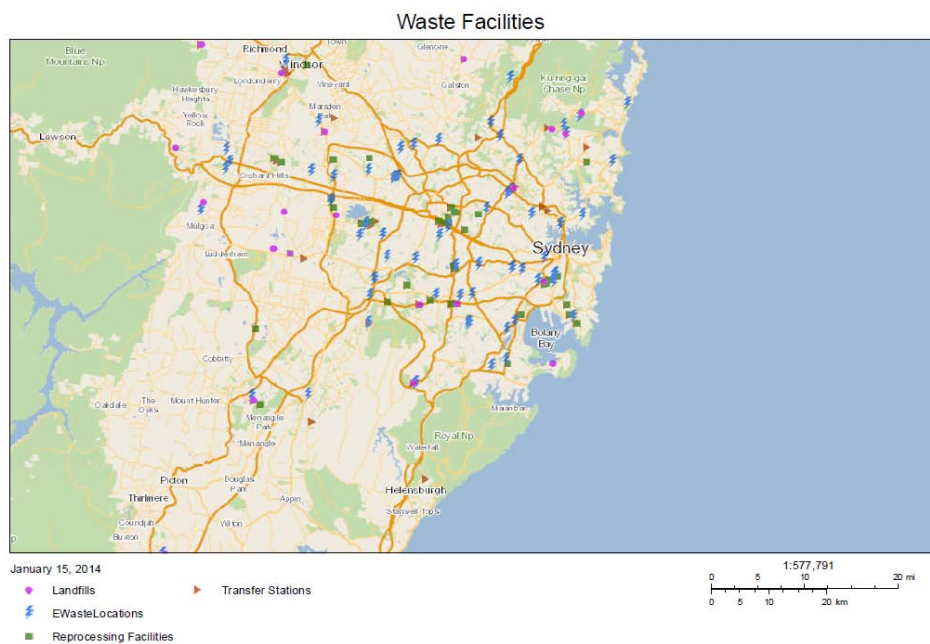 Waste Facilities
Richmond
Town
Glenorie
Blue
Mountains Np
Windsor
Ku-ring-gai
Chase Np
Londonderry
Vineyard
Galston
Hawkesbury
Heights
Yellow
Rock
Marsden
Lawson
Orchard Hills
Mulgoa
Luddenham
Sydney
Botany
Bay
Cobbitty
Oakdale
The
Oaks
Mount Hunter
Menangle
Park
Menangle
Royal Np
Waterfall
Picton
Thirlmere
Douglas
Park
Appin
Helensburgh
Stanwell Tops
Couridjah
Buxton
Wilton
January 15, 2014
1:577,791
0 5 10 20 mi
0 5 10 20 km
Landfills
Transfer Stations
EWasteLocations
Reprocessing Facilities